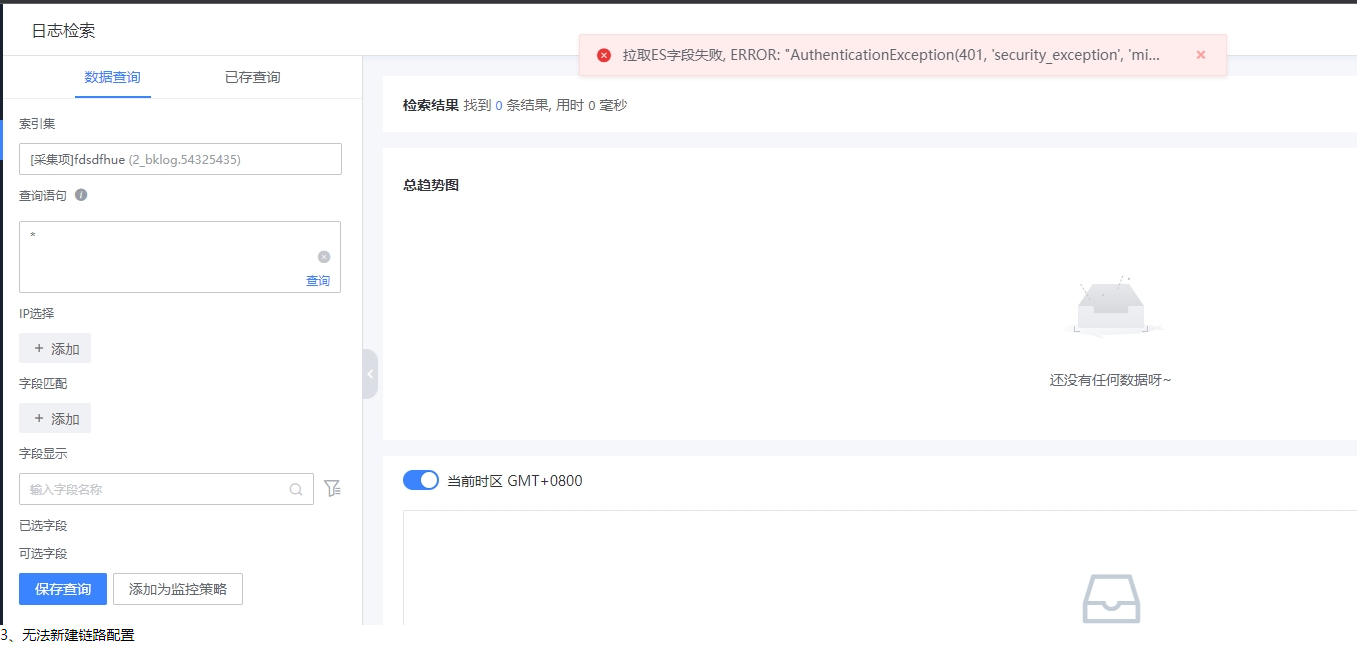 日志检索
拉取ES字段失败, ERROR: "AuthenticationException(401, 'security_exception', 'mi...
数据查询
已存查询
检索结果 找到 0 条结果, 用时 0 毫秒
索引集
[采集项]fdsdfhue (2_bklog.54325435)
总趋势图
查询语句
*
查询
IP选择
+ 添加
还没有任何数据呀~
字段匹配
+ 添加
字段显示
当前时区 GMT+0800
输入字段名称
已选字段
可选字段
保存查询
添加为监控策略
3、无法新建链路配置